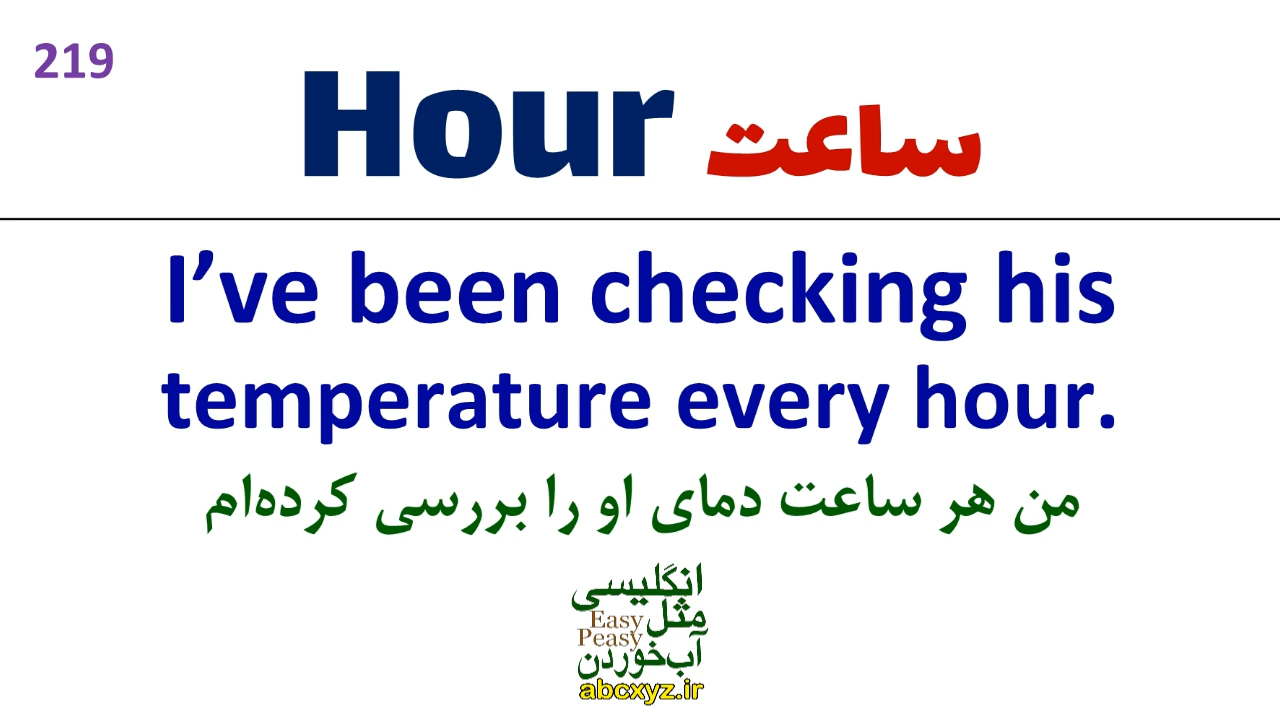 219
Hour ساعت
I’ve been checking his
temperature every hour.
من هر ساعت دمای او را بررسی کرده‌ام
انگلیسی
مثل
Easy
Peasy
آب‌خوردن
abcxyz.ir